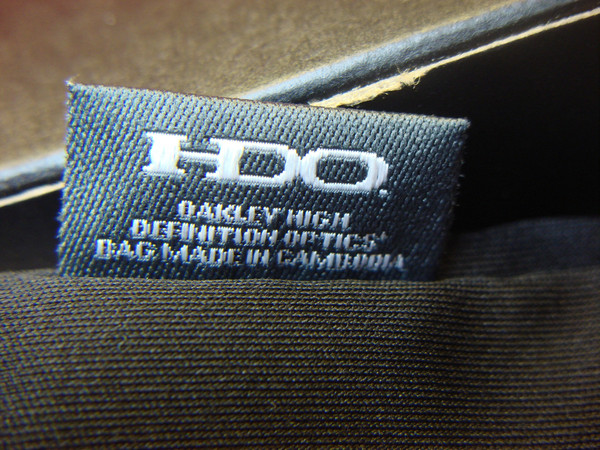 HDO.
OAKLEY HIGH
DEFINITION OPTICS®
BAG MADE IN CAMBODIA